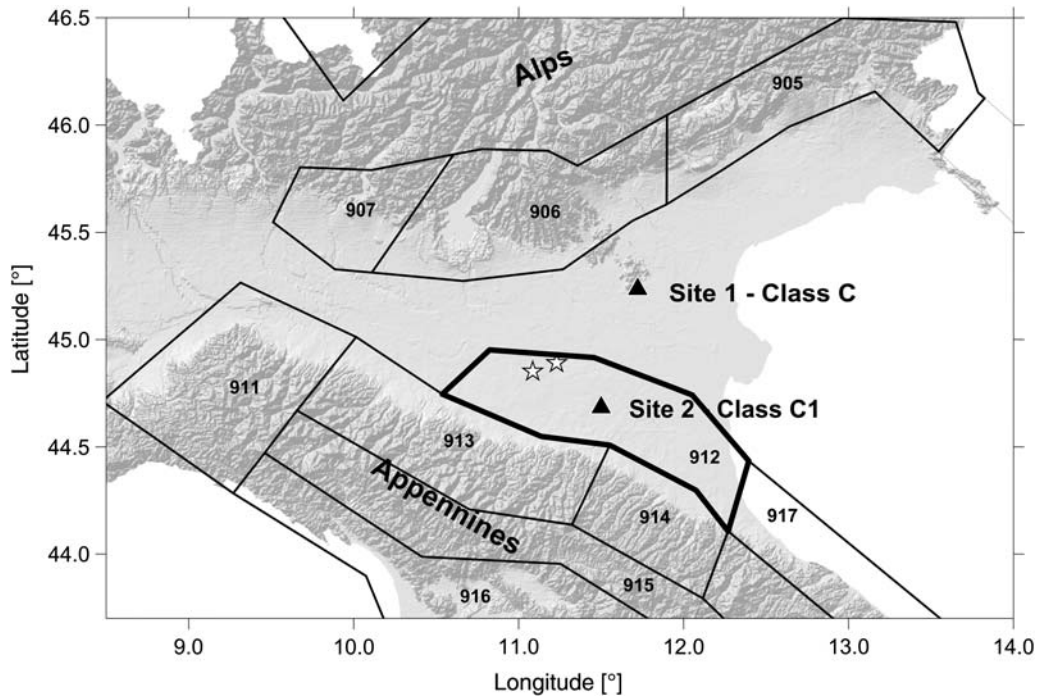 46.5
46.0
45.5
45.0
44.5
44.0
Latitude [°]
Alps
905
907
906
Site 1 - Class C
911
Site 2 - Class C1
913
912
Appennines
914
917
915
916
9.0 10.0 11.0 12.0 13.0 14.0
Longitude [°]